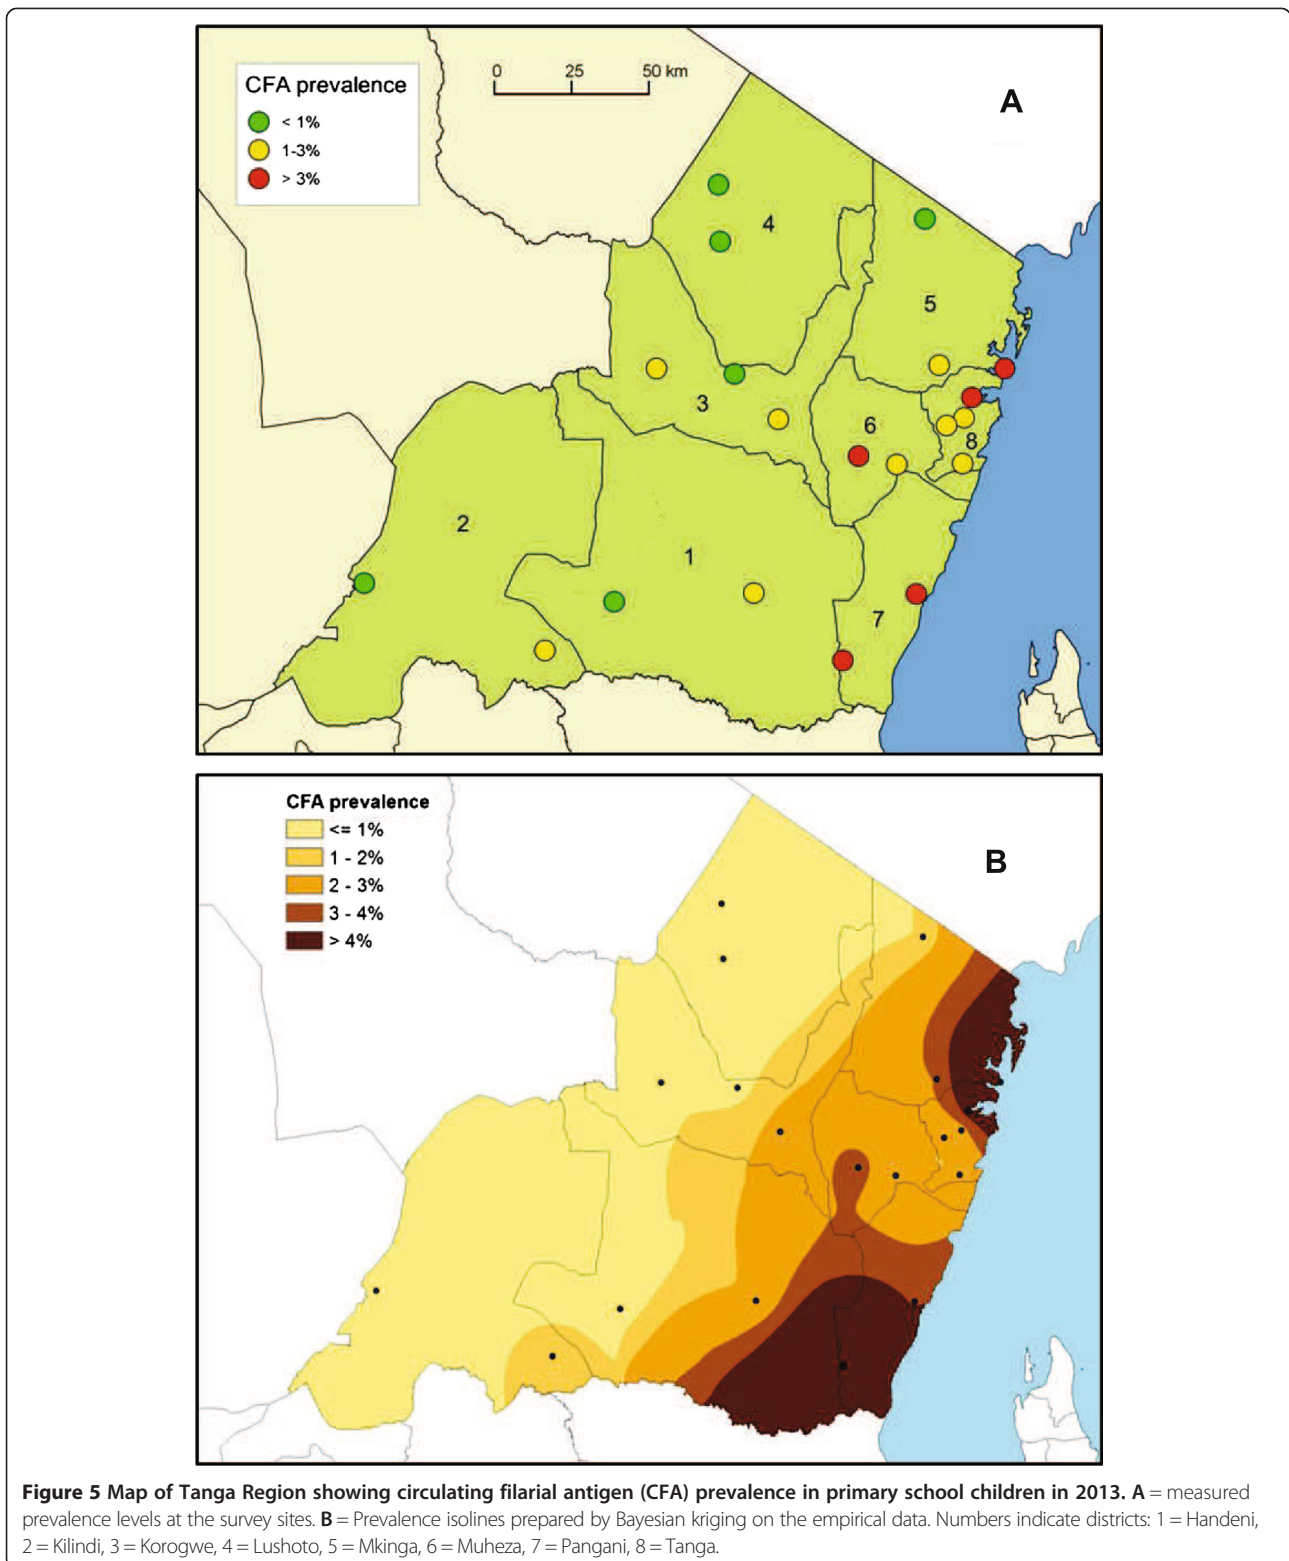 CFA prevalence
< 1%
1-3%
> 3%
0 25 50 km
A
4
5
3
6
8
2
1
7
CFA prevalence
<= 1%
1 - 2%
2 - 3%
3 - 4%
> 4%
B
Figure 5 Map of Tanga Region showing circulating filarial antigen (CFA) prevalence in primary school children in 2013. A = measured
prevalence levels at the survey sites. B = Prevalence isolines prepared by Bayesian kriging on the empirical data. Numbers indicate districts: 1 = Handeni,
2 = Kilindi, 3 = Korogwe, 4 = Lushoto, 5 = Mkinga, 6 = Muheza, 7 = Pangani, 8 = Tanga.